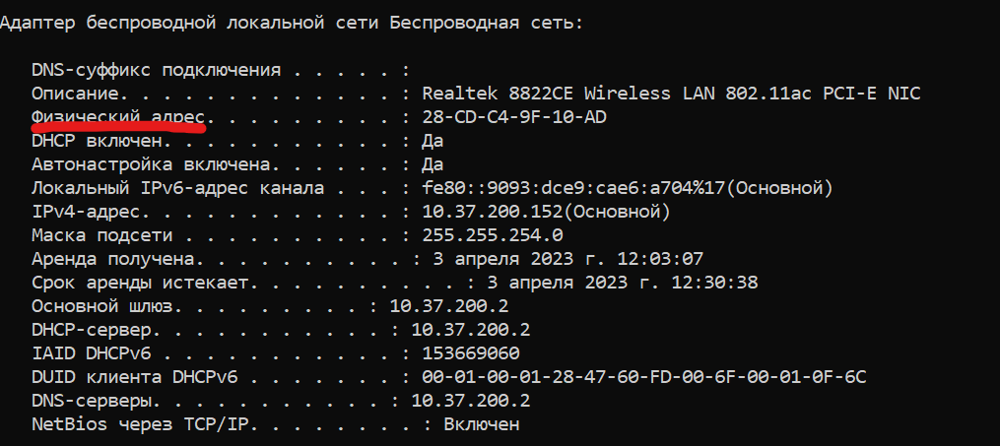 Адаптер беспроводной локальной сети Беспроводная сеть:
DNS-суффикс подключения . . . . . :
Описание. . . . . . . . . . . . . : Realtek 8822CE Wireless LAN 802.11ac PCI-E NIC
Физический адрес. . . . . . . . . : 28-CD-C4-9F-10-AD
DHCP включен. . . . . . . . . . . : Да
Автонастройка включена. . . . . . : Да
Локальный IPv6-адрес канала . . . : fe80::9093:dce9:cae6:a704%17(Основной)
IPv4-адрес. . . . . . . . . . . . : 10.37.200.152(Основной)
Маска подсети . . . . . . . . . . : 255.255.254.0
Аренда получена. . . . . . . . . . : 3 апреля 2023 г. 12:03:07
Срок аренды истекает. . . . . . . . . . : 3 апреля 2023 г. 12:30:38
Основной шлюз. . . . . . . . . : 10.37.200.2
DHCP-сервер. . . . . . . . . . . : 10.37.200.2
IAID DHCPv6 . . . . . . . . . . . : 153669060
DUID клиента DHCPv6 . . . . . . . : 00-01-00-01-28-47-60-FD-00-6F-00-01-0F-6C
DNS-серверы. . . . . . . . . . . : 10.37.200.2
NetBios через TCP/IP. . . . . . . . : Включен